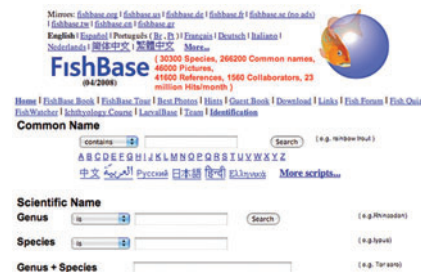 Mirrors: fishbase.org | fishbase.us | fishbase.de | fishbase.fr | fishbase.se (no ads)
| fishbase.tw | fishbase.cn | fishbase.gr
English | Español | Português ( Br , Pt ) | Français | Deutsch | Italiano |
Nederlands | 简体中文 | 繁體中文 More...
FishBase
(04/2008)
( 30300 Species, 266200 Common names,
46000 Pictures,
41600 References, 1560 Collaborators, 23
million Hits/month )
Home | FishBase Book | FishBase Tour | Best Photos | Hints | Guest Book | Download | Links | Fish Forum | Fish Quiz
FishWatcher | Ichthyology Course | LarvalBase | Team | Identification
Common Name
contains Search ( e.g. rainbow trout )
A B C D E F G H I J K L M N O P Q R S T U V W X Y Z
中文 العربية Русский 日本語 हिन्दी Ελληνικά More scripts...
Scientific Name
Genus is Search ( e.g. Rhincodon)
Species is ( e.g. typus)
Genus + Species